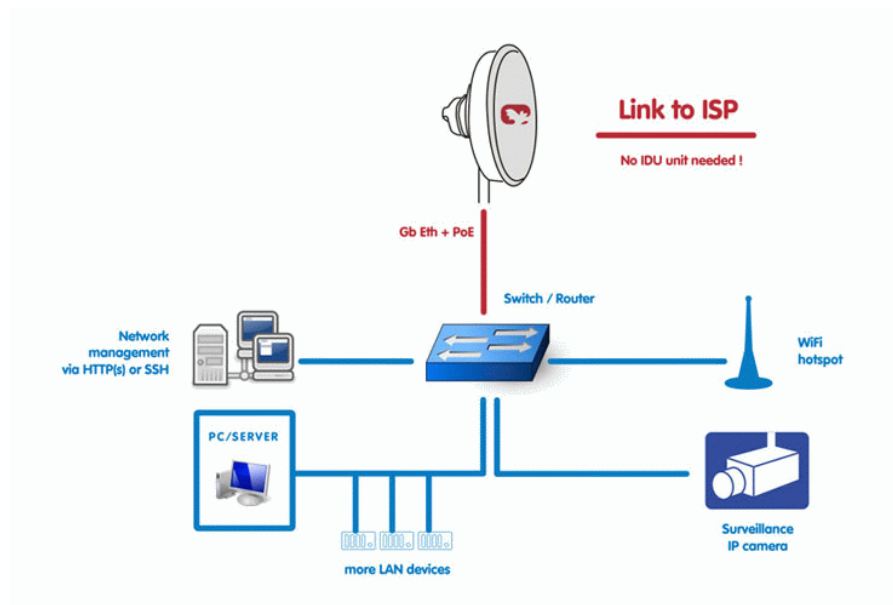 Link to ISP
No IDU unit needed !
Gb Eth + PoE
Switch / Router
Network
management
via HTTP(s) or SSH
WiFi
hotspot
PC/SERVER
Surveillance
IP camera
more LAN devices